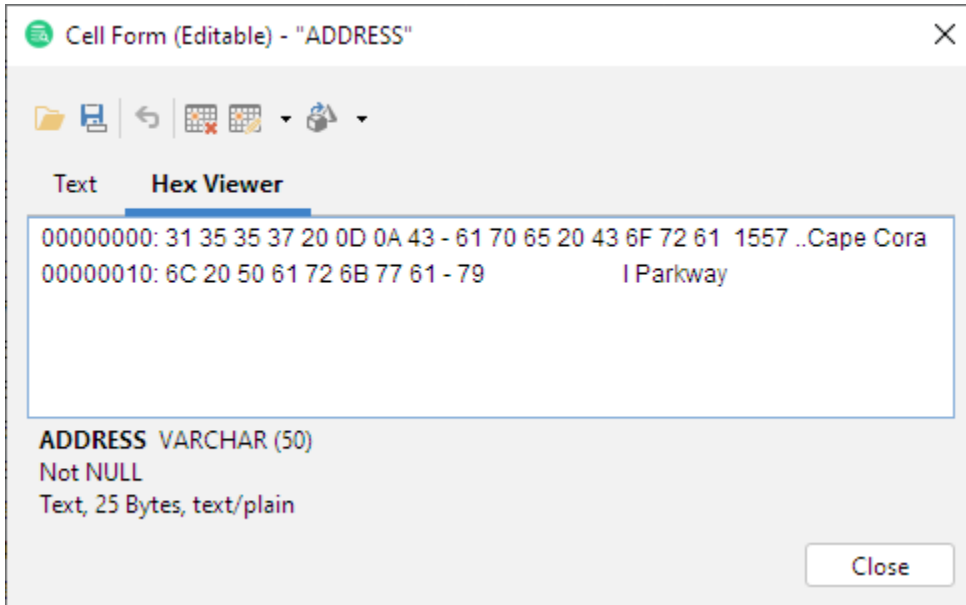 Cell Form (Editable) - "ADDRESS"
Text Hex Viewer
00000000: 31 35 35 37 20 0D 0A 43 - 61 70 65 20 43 6F 72 61 1557 ..Cape Cora
00000010: 6C 20 50 61 72 6B 77 61 - 79 l Parkway
ADDRESS VARCHAR (50)
Not NULL
Text, 25 Bytes, text/plain
Close